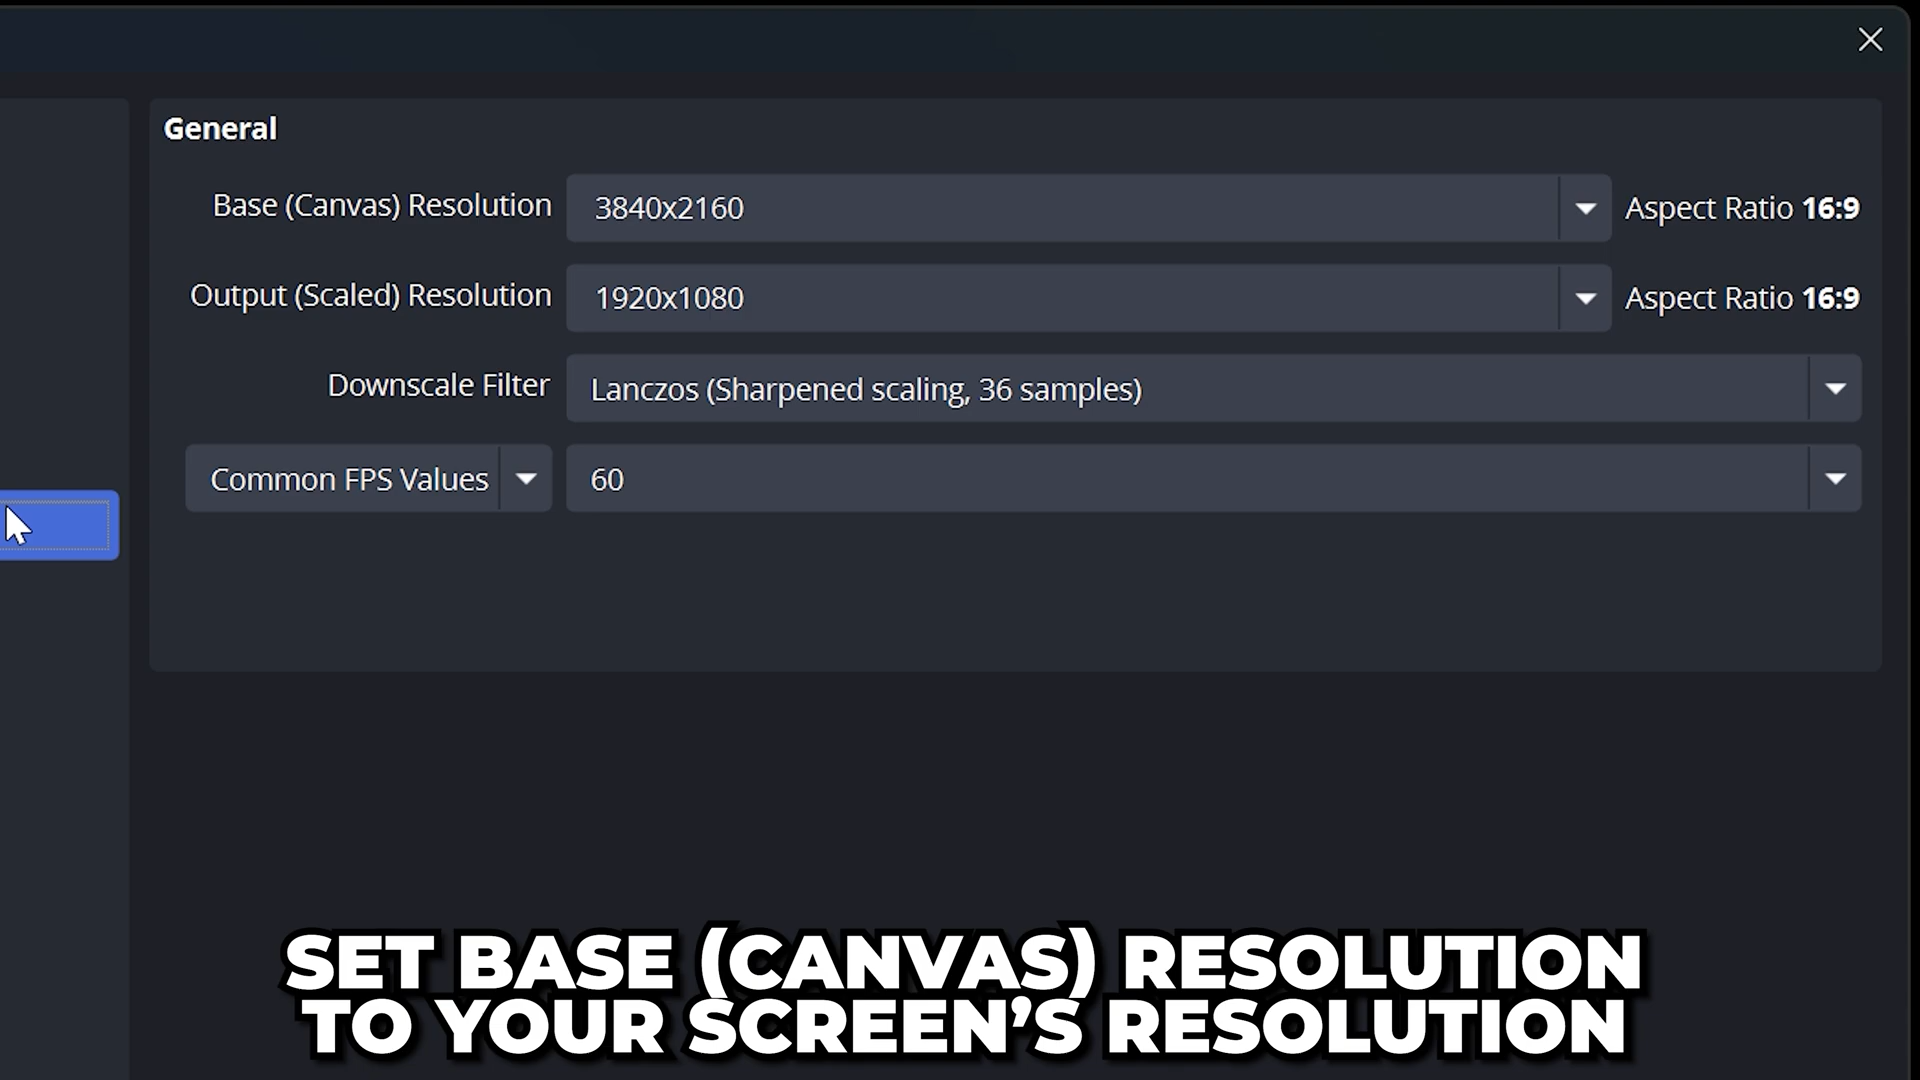 General
Base (Canvas) Resolution 3840x2160 Aspect Ratio 16:9
Output (Scaled) Resolution 1920x1080 Aspect Ratio 16:9
Downscale Filter Lanczos (Sharpened scaling, 36 samples)
Common FPS Values 60
SET BASE (CANVAS) RESOLUTION
TO YOUR SCREEN’S RESOLUTION